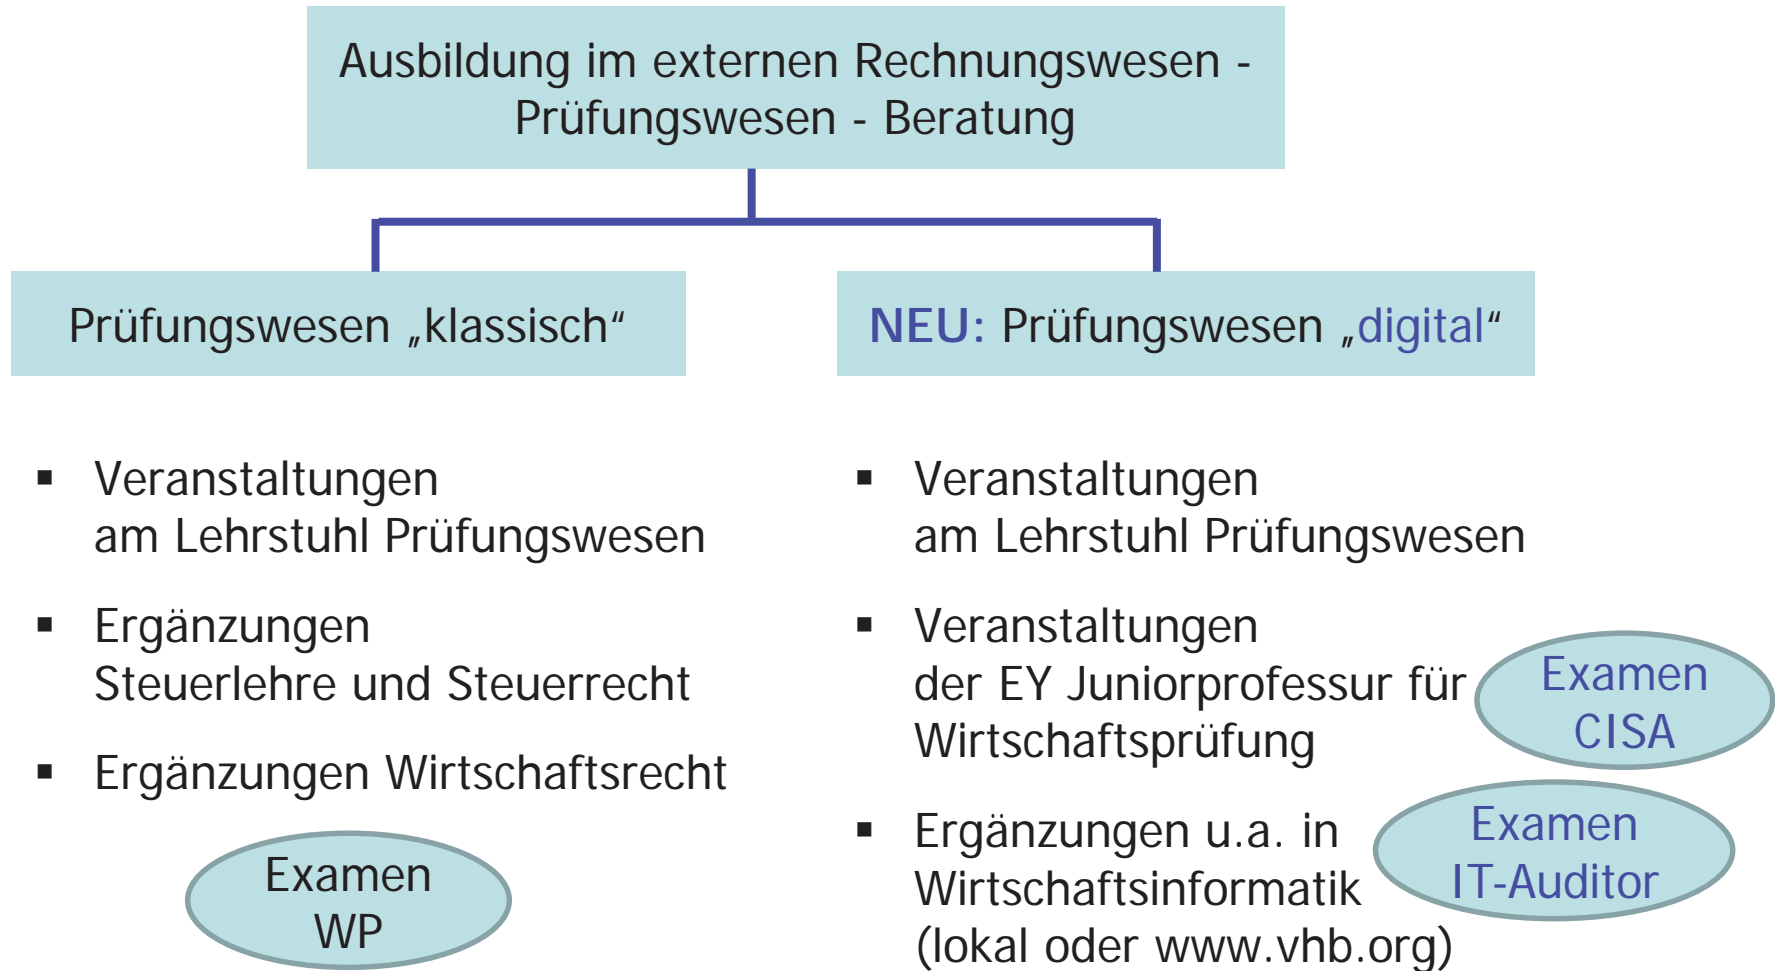 Ausbildung im externen Rechnungswesen -
Prüfungswesen - Beratung
Prüfungswesen „klassisch“
▪ Veranstaltungen
am Lehrstuhl Prüfungswesen
▪ Ergänzungen
Steuerlehre und Steuerrecht
▪ Ergänzungen Wirtschaftsrecht
Examen
WP
NEU: Prüfungswesen „digital“
▪ Veranstaltungen
am Lehrstuhl Prüfungswesen
▪ Veranstaltungen
der EY Juniorprofessur für
Wirtschaftsprüfung
Examen
CISA
▪ Ergänzungen u.a. in
Wirtschaftsinformatik
(lokal oder www.vhb.org)
Examen
IT-Auditor